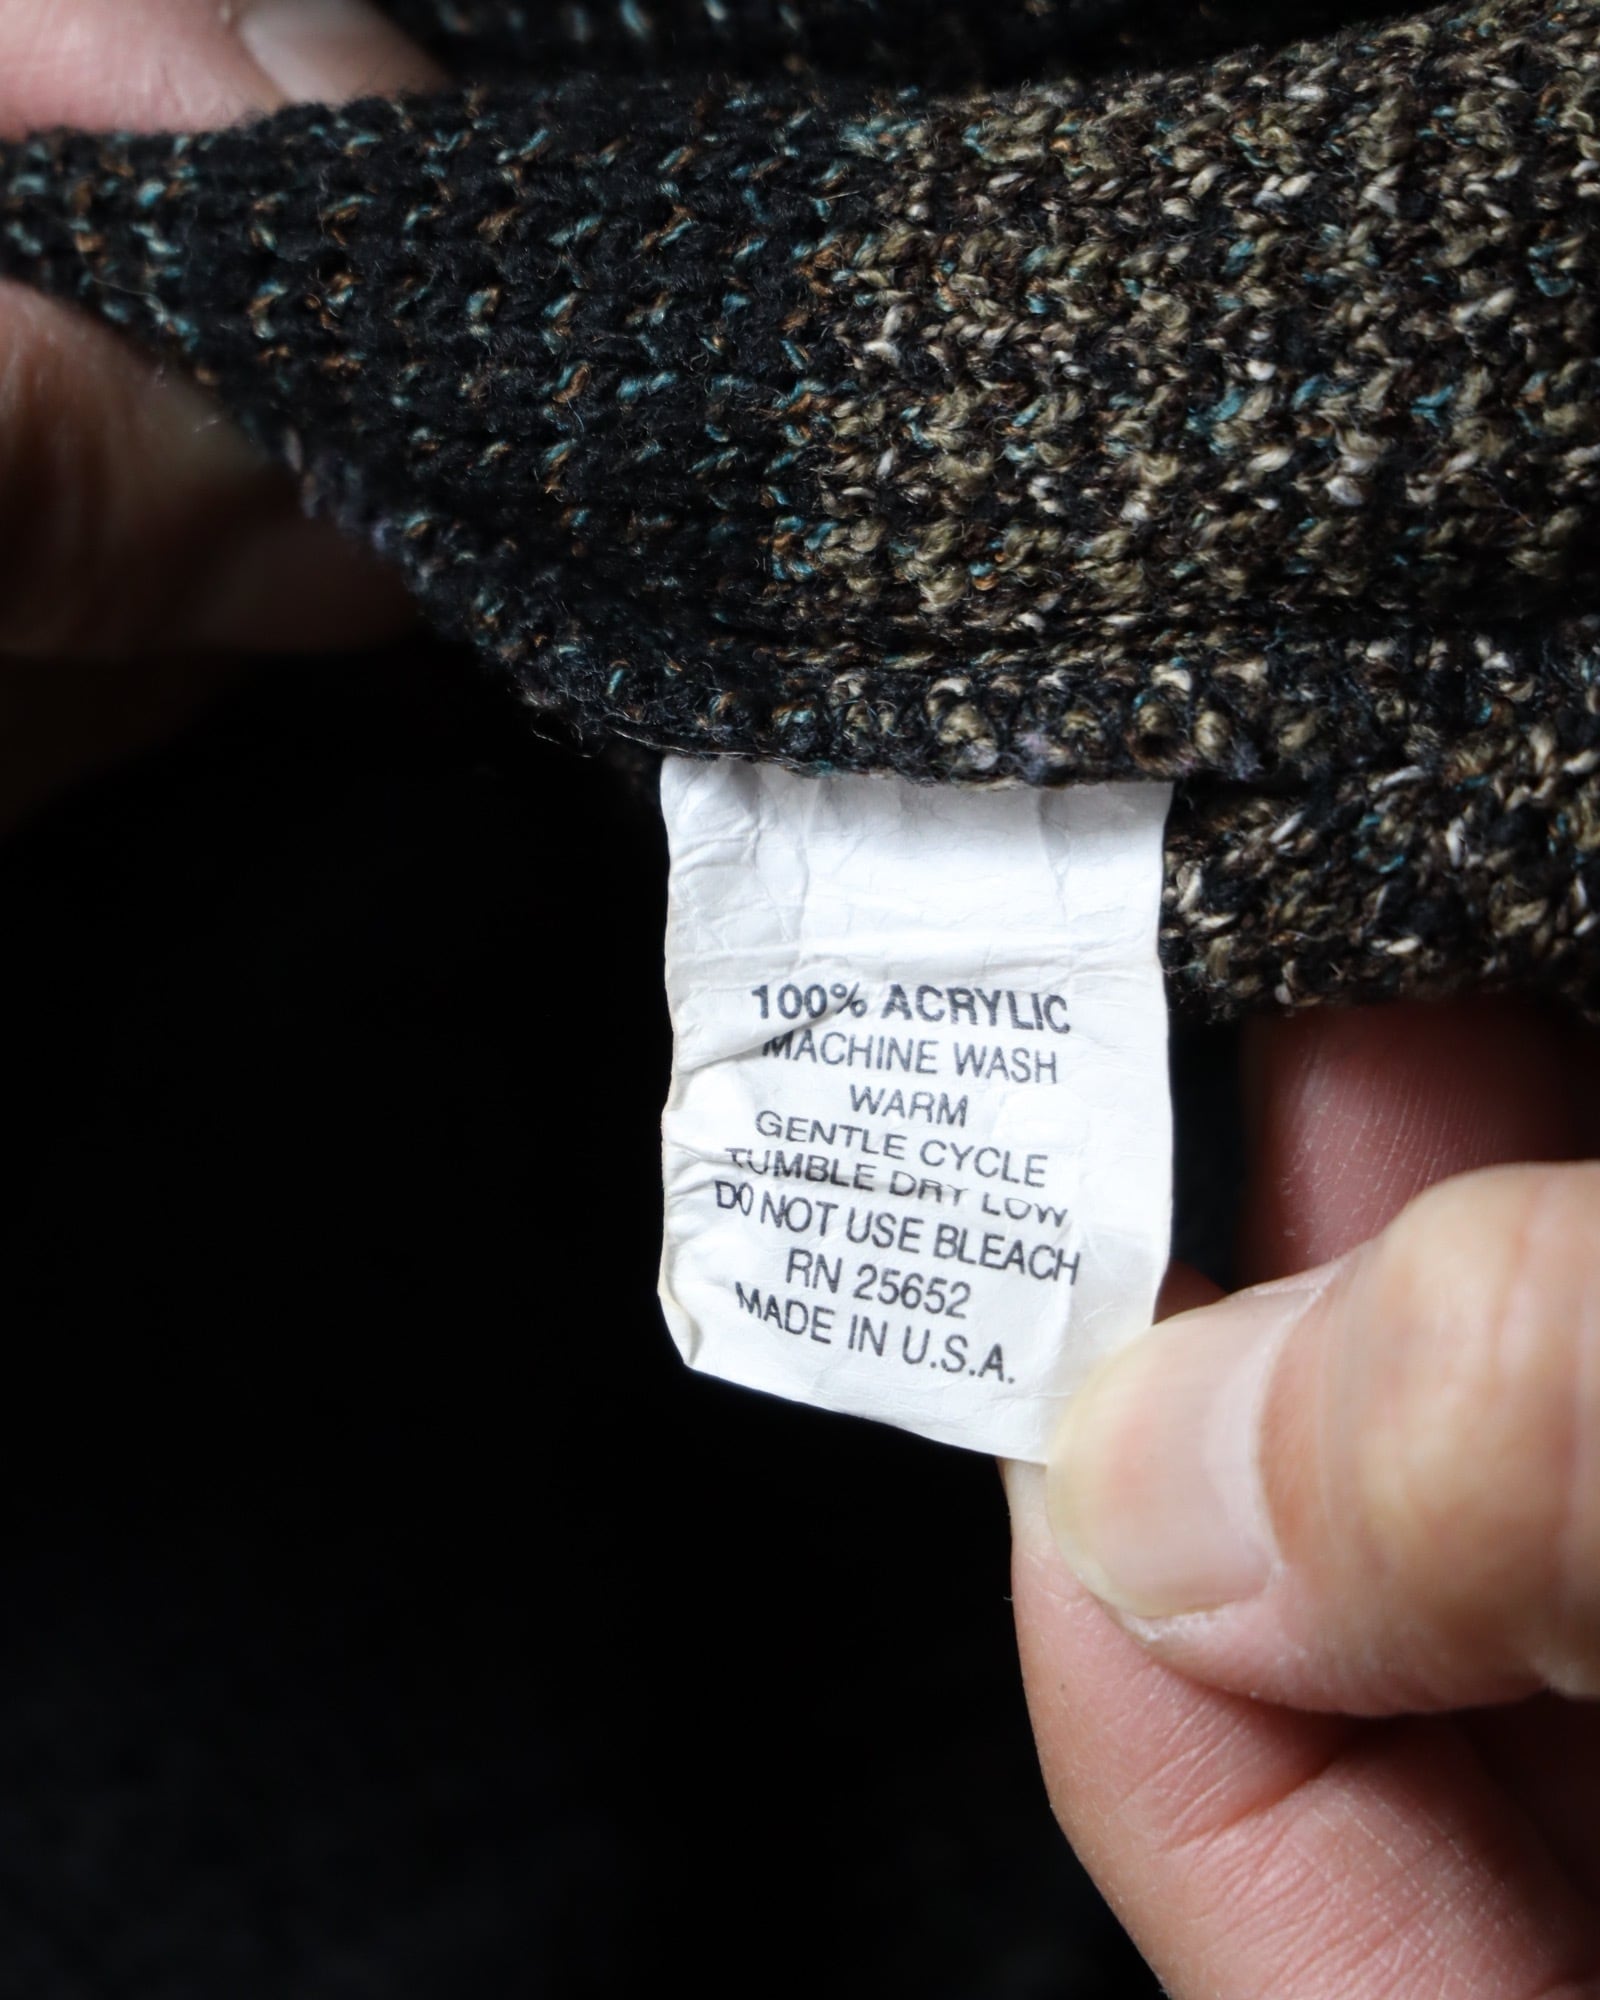 100% ACRYLIC
MACHINE WASH
WARM
GENTLE CYCLE
TUMBLE DRY LOW
DO NOT USE BLEACH
RN 25652
MADE IN U.S.A.